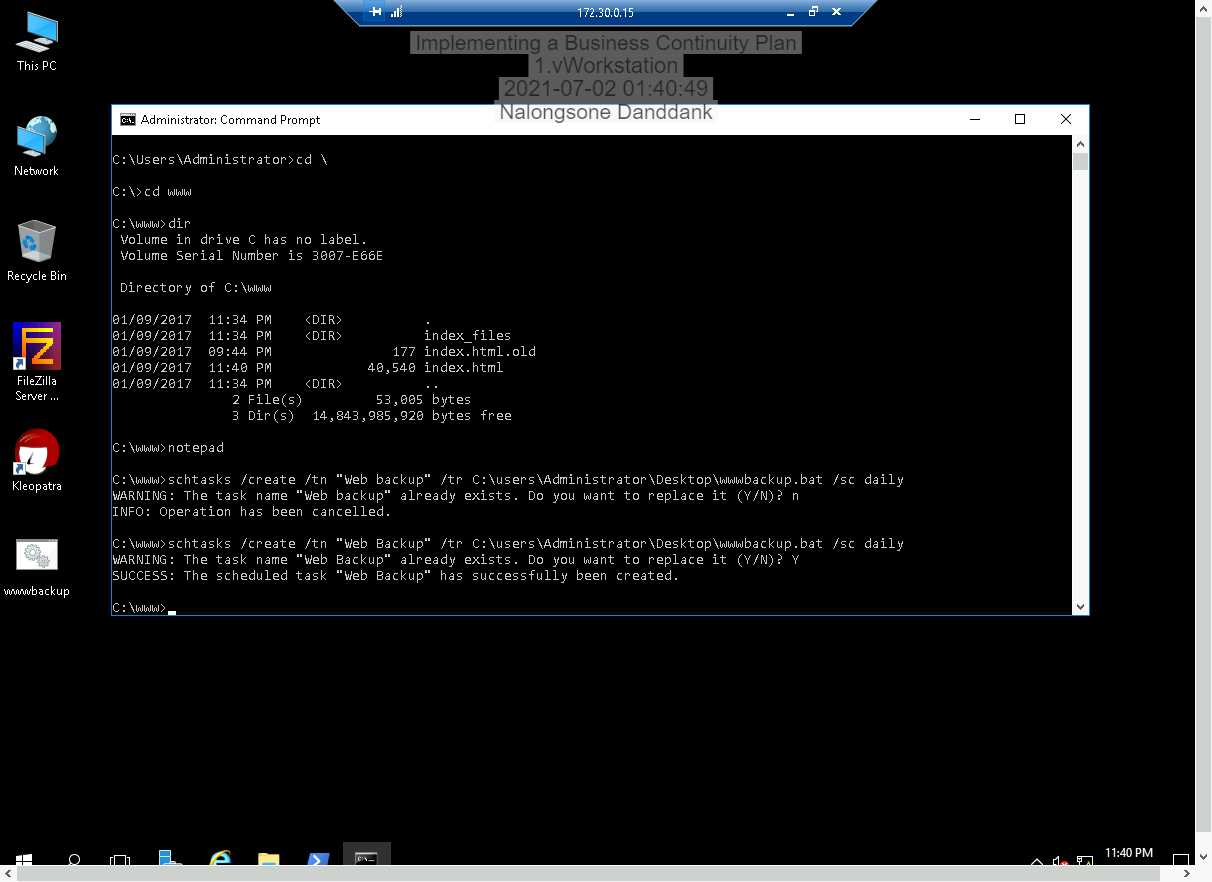 172.30.0.15
Implementing a Business Continuity Plan
1.vWorkstation
2021-07-02 01:40:49
Nalongsone Danddank
This PC
Network
Recycle Bin
FileZilla
Server ...
Kleopatra
wwwbackup
Administrator: Command Prompt
C:\Users\Administrator>cd \
C:\>cd www
C:\www>dir
Volume in drive C has no label.
Volume Serial Number is 3007-E66E
Directory of C:\www
01/09/2017  11:34 PM    <DIR>          .
01/09/2017  11:34 PM    <DIR>          index_files
01/09/2017  09:44 PM               177 index.html.old
01/09/2017  11:40 PM            40,540 index.html
01/09/2017  11:34 PM    <DIR>          ..
2 File(s)         53,005 bytes
3 Dir(s)  14,843,985,920 bytes free
C:\www>notepad
C:\www>schtasks /create /tn "Web backup" /tr C:\users\Administrator\Desktop\wwwbackup.bat /sc daily
WARNING: The task name "Web backup" already exists. Do you want to replace it (Y/N)? n
INFO: Operation has been cancelled.
C:\www>schtasks /create /tn "Web Backup" /tr C:\users\Administrator\Desktop\wwwbackup.bat /sc daily
WARNING: The task name "Web Backup" already exists. Do you want to replace it (Y/N)? Y
SUCCESS: The scheduled task "Web Backup" has successfully been created.
C:\www>
11:40 PM